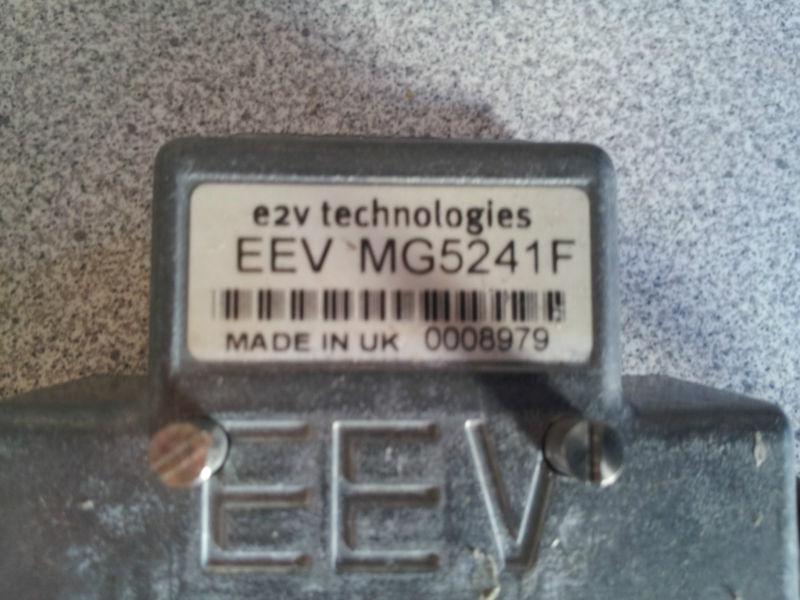 e2v technologies
EEV MG5241F
MADE IN UK 0008979
EEV